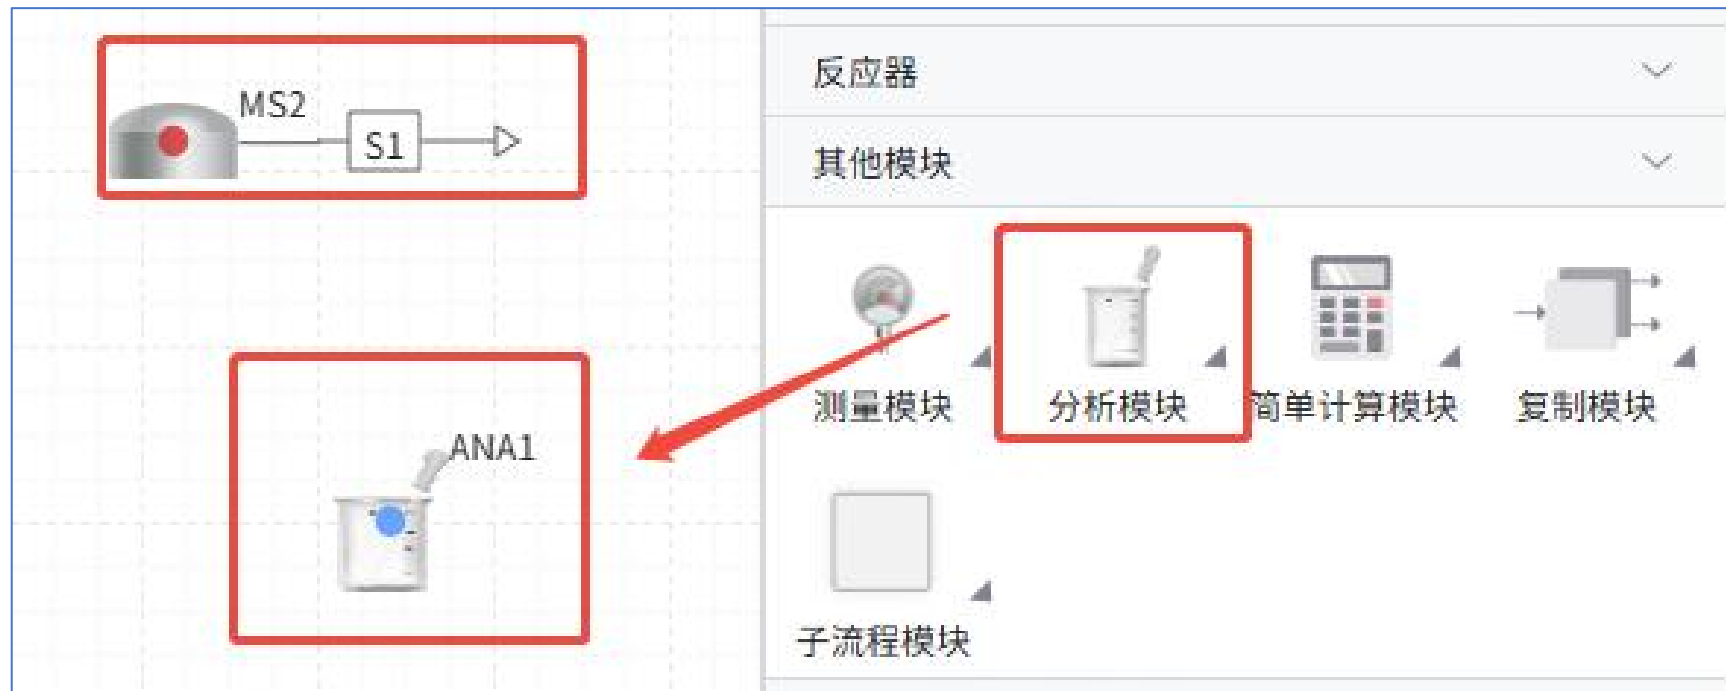 MS2
S1
ANA1
反应器
其他模块
测量模块
分析模块
简单计算模块
复制模块
子流程模块